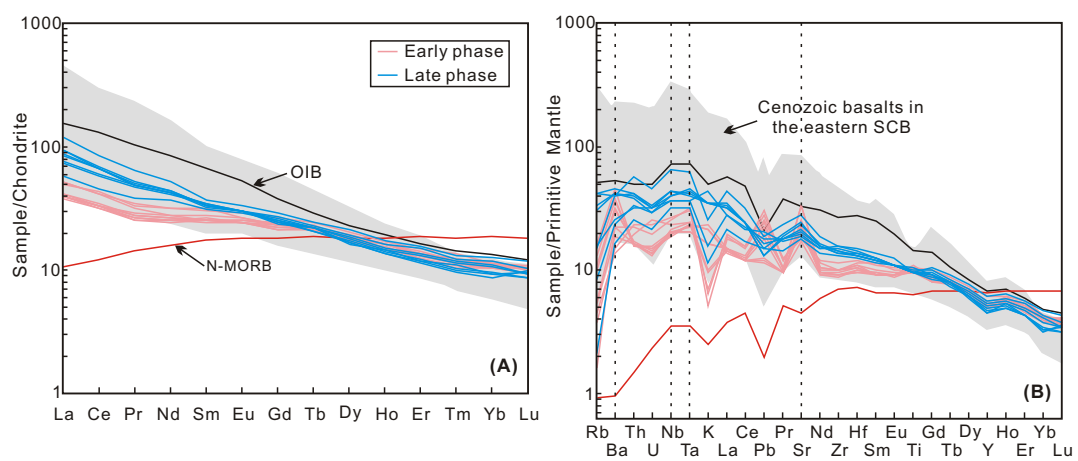 1000
100
10
1
Sample/Chondrite
(A)
Early phase
Late phase
OIB
N-MORB
La Ce Pr Nd Sm Eu Gd Tb Dy Ho Er Tm Yb Lu
1000
100
10
1
Sample/Primitive Mantle
(B)
Cenozoic basalts in
the eastern SCB
Rb Th Nb K Ce Pr Nd Hf Eu Gd Dy Ho Yb
Ba U Ta La Pb Sr Zr Sm Ti Tb Y Er Lu